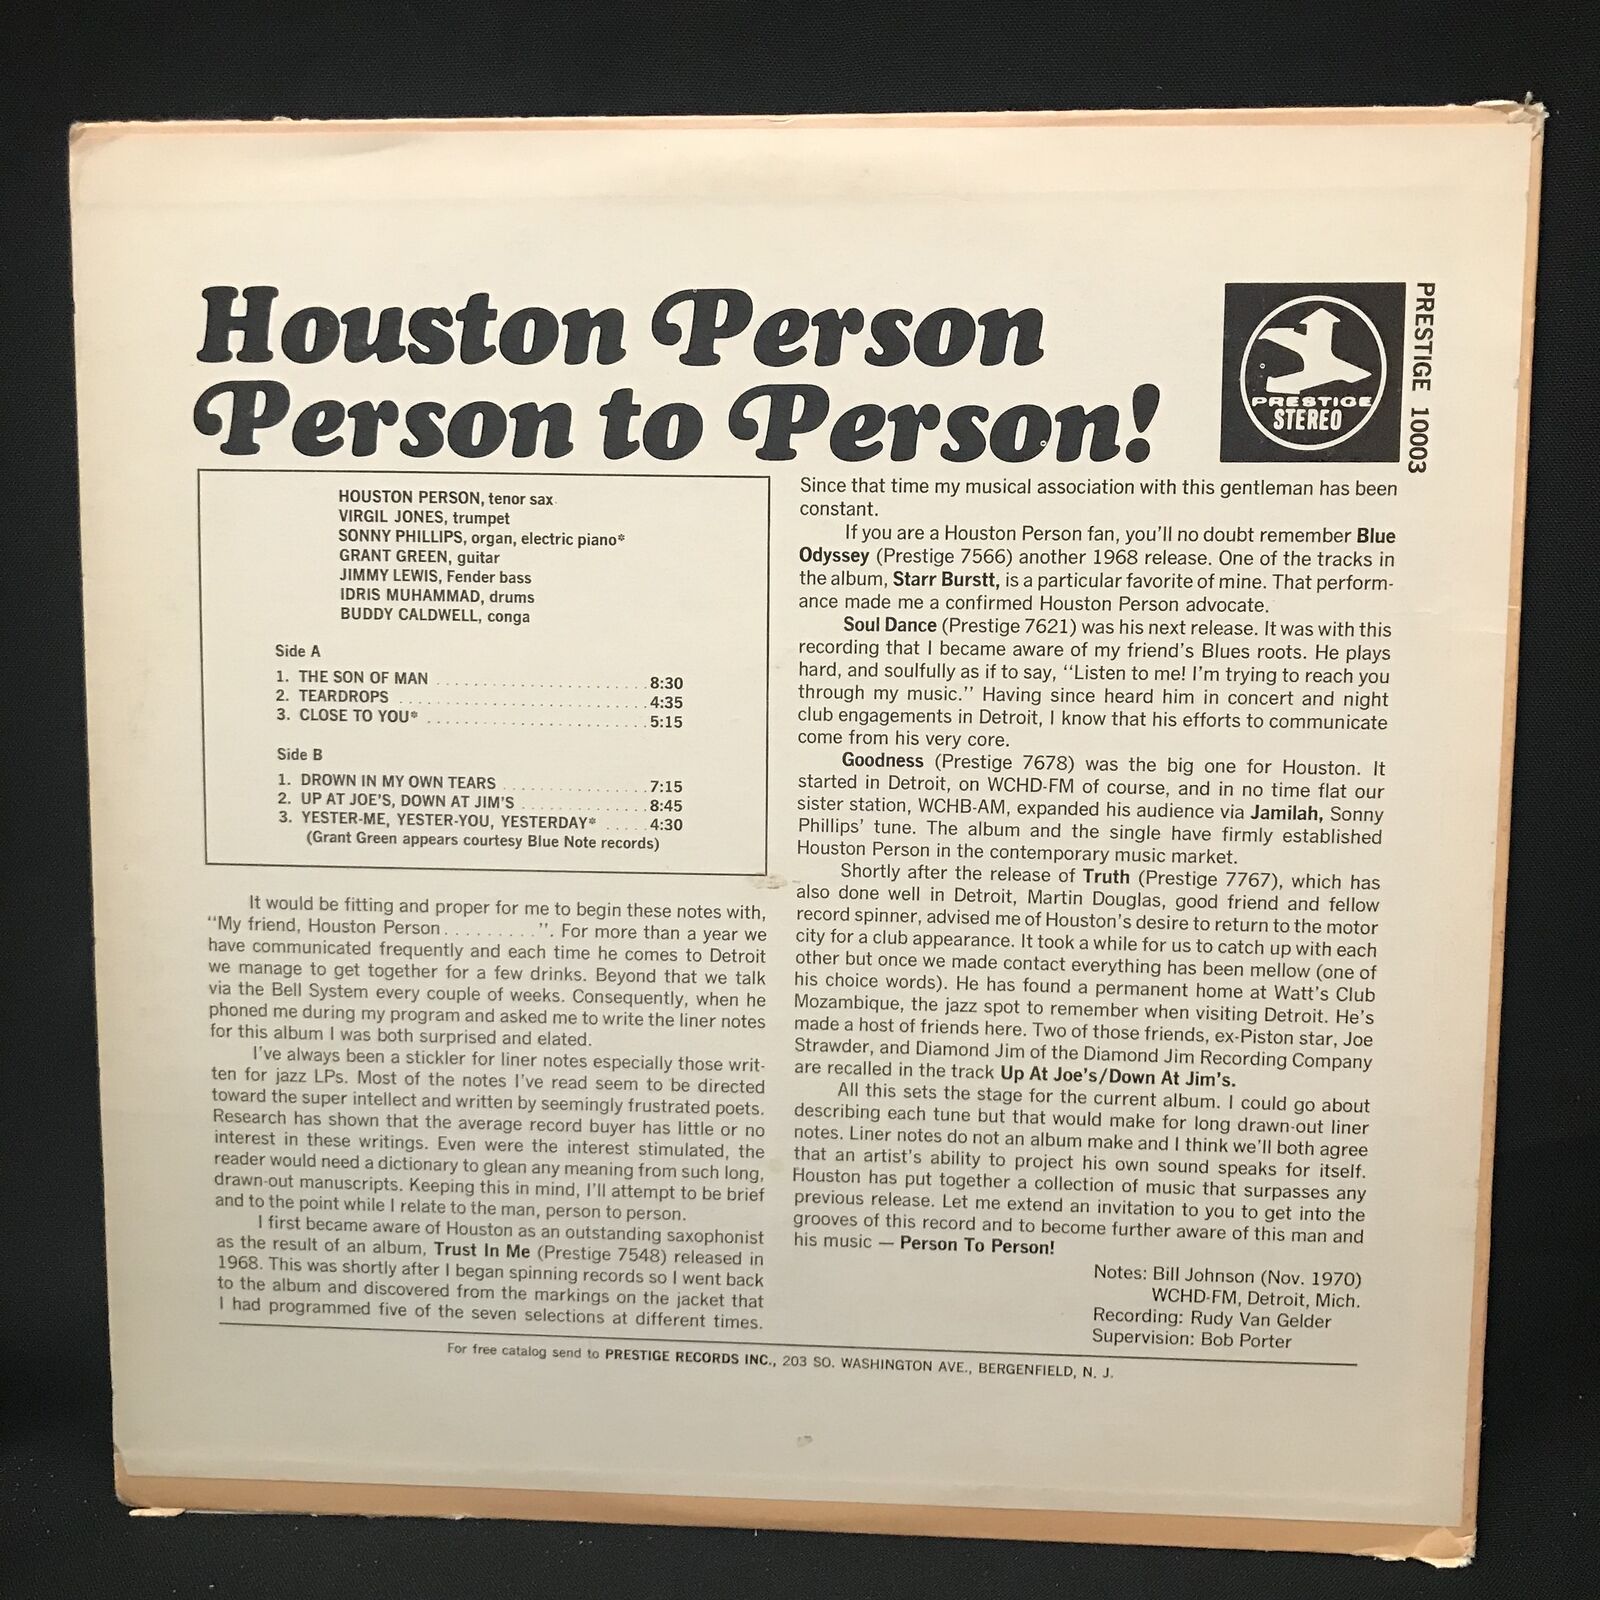 Houston Person
Person to Person!
PRESTIGE
STEREO
PRESTIGE 10003
HOUSTON PERSON, tenor sax
VIRGIL JONES, trumpet
SONNY PHILLIPS, organ, electric piano*
GRANT GREEN, guitar
JIMMY LEWIS, Fender bass
IDRIS MUHAMMAD, drums
BUDDY CALDWELL, conga
Side A
1. THE SON OF MAN . . . . . . . . . . . . . . . . . . . . . . . 8:30
2. TEARDROPS . . . . . . . . . . . . . . . . . . . . . . . . . . . 4:35
3. CLOSE TO YOU* . . . . . . . . . . . . . . . . . . . . . . . . 5:15
Side B
1. DROWN IN MY OWN TEARS . . . . . . . . . . . . . . . . 7:15
2. UP AT JOE'S, DOWN AT JIM'S . . . . . . . . . . . . . . 8:45
3. YESTER-ME, YESTER-YOU, YESTERDAY* . . . . . 4:30
(Grant Green appears courtesy Blue Note records)
It would be fitting and proper for me to begin these notes with,
"My friend, Houston Person . . . . . . . . . ". For more than a year we
have communicated frequently and each time he comes to Detroit
we manage to get together for a few drinks. Beyond that we talk
via the Bell System every couple of weeks. Consequently, when he
phoned me during my program and asked me to write the liner notes
for this album I was both surprised and elated.
I've always been a stickler for liner notes especially those writ-
ten for jazz LPs. Most of the notes I've read seem to be directed
toward the super intellect and written by seemingly frustrated poets.
Research has shown that the average record buyer has little or no
interest in these writings. Even were the interest stimulated, the
reader would need a dictionary to glean any meaning from such long,
drawn-out manuscripts. Keeping this in mind, I'll attempt to be brief
and to the point while I relate to the man, person to person.
I first became aware of Houston as an outstanding saxophonist
as the result of an album, Trust In Me (Prestige 7548) released in
1968. This was shortly after I began spinning records so I went back
to the album and discovered from the markings on the jacket that
I had programmed five of the seven selections at different times.
Since that time my musical association with this gentleman has been
constant.
If you are a Houston Person fan, you'll no doubt remember Blue
Odyssey (Prestige 7566) another 1968 release. One of the tracks in
the album, Starr Burstt, is a particular favorite of mine. That perform-
ance made me a confirmed Houston Person advocate.
Soul Dance (Prestige 7621) was his next release. It was with this
recording that I became aware of my friend's Blues roots. He plays
hard, and soulfully as if to say, "Listen to me! I'm trying to reach you
through my music." Having since heard him in concert and night
club engagements in Detroit, I know that his efforts to communicate
come from his very core.
Goodness (Prestige 7678) was the big one for Houston. It
started in Detroit, on WCHD-FM of course, and in no time flat our
sister station, WCHB-AM, expanded his audience via Jamilah, Sonny
Phillips' tune. The album and the single have firmly established
Houston Person in the contemporary music market.
Shortly after the release of Truth (Prestige 7767), which has
also done well in Detroit, Martin Douglas, good friend and fellow
record spinner, advised me of Houston's desire to return to the motor
city for a club appearance. It took a while for us to catch up with each
other but once we made contact everything has been mellow (one of
his choice words). He has found a permanent home at Watt's Club
Mozambique, the jazz spot to remember when visiting Detroit. He's
made a host of friends here. Two of those friends, ex-Piston star, Joe
Strawder, and Diamond Jim of the Diamond Jim Recording Company
are recalled in the track Up At Joe's/Down At Jim's.
All this sets the stage for the current album. I could go about
describing each tune but that would make for long drawn-out liner
notes. Liner notes do not an album make and I think we'll both agree
that an artist's ability to project his own sound speaks for itself.
Houston has put together a collection of music that surpasses any
previous release. Let me extend an invitation to you to get into the
grooves of this record and to become further aware of this man and
his music — Person To Person!
Notes: Bill Johnson (Nov. 1970)
WCHD-FM, Detroit, Mich.
Recording: Rudy Van Gelder
Supervision: Bob Porter
For free catalog send to PRESTIGE RECORDS INC., 203 SO. WASHINGTON AVE., BERGENFIELD, N. J.